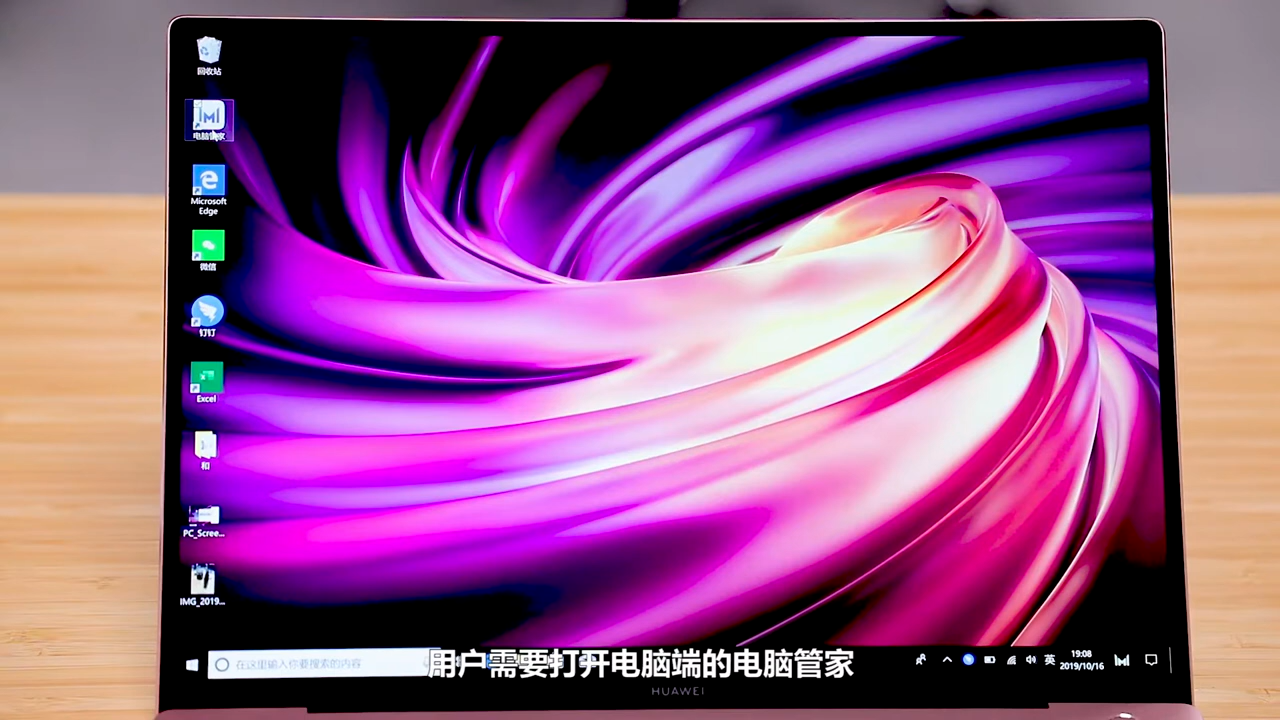 回收站
电脑管家
Microsoft
Edge
微信
钉钉
Excel
和
PC_Scree...
IMG_2019...
在这里输入你要搜索的内容
用户需要打开电脑端的电脑管家
英
19:08
2019/10/16
HUAWEI